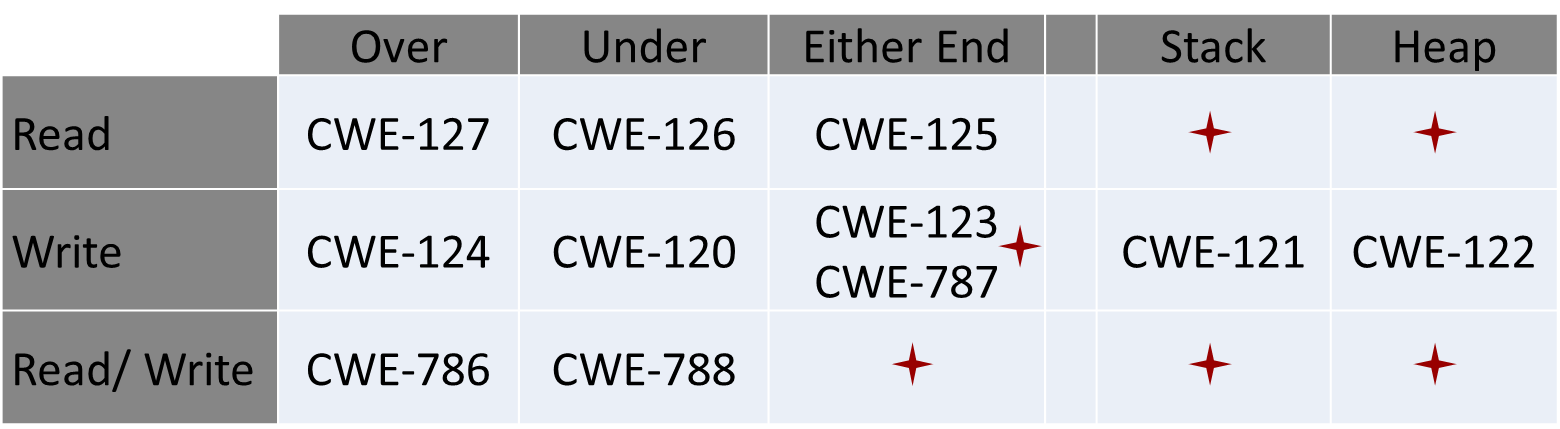 Over Under Either End Stack Heap
Read CWE-127 CWE-126 CWE-125
Write CWE-124 CWE-120 CWE-123 CWE-787 CWE-121 CWE-122
Read/ Write CWE-786 CWE-788